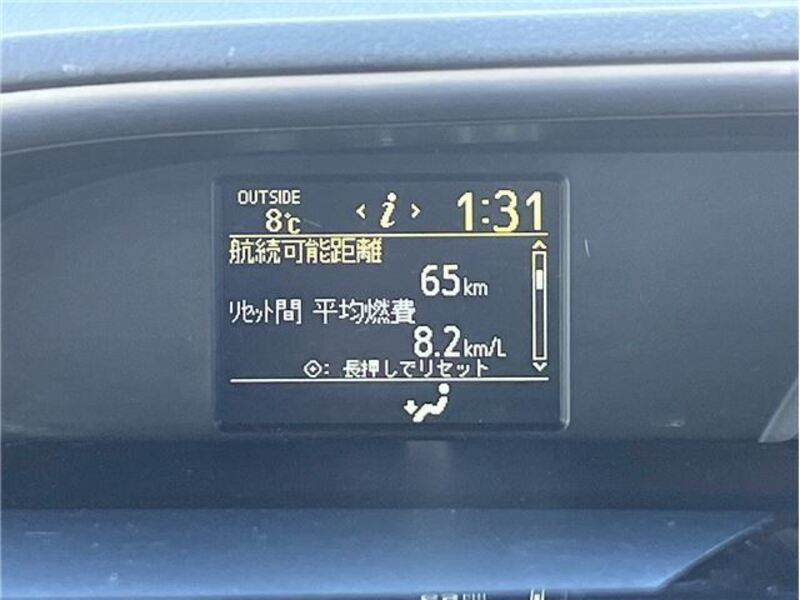 OUTSIDE
8℃
< i >
1:31
航続可能距離
65km
リセット間 平均燃費
8.2km/L
: 長押しでリセット